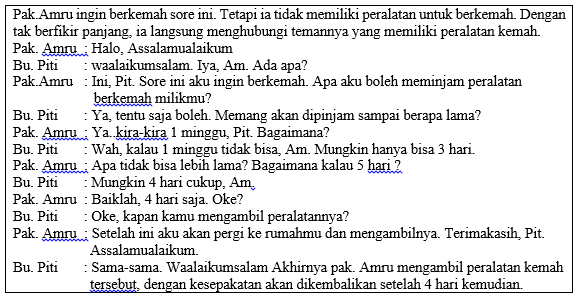 Pak.Amru ingin berkemah sore ini. Tetapi ia tidak memiliki peralatan untuk berkemah. Dengan
tak berfikir panjang, ia langsung menghubungi temannya yang memiliki peralatan kemah.
Pak. Amru : Halo, Assalamualaikum
Bu. Piti : waalaikumsalam. Iya, Am. Ada apa?
Pak.Amru : Ini, Pit. Sore ini aku ingin berkemah. Apa aku boleh meminjam peralatan
berkemah milikmu?
Bu. Piti : Ya, tentu saja boleh. Memang akan dipinjam sampai berapa lama?
Pak. Amru : Ya..kira-kira 1 minggu, Pit. Bagaimana?
Bu. Piti : Wah, kalau 1 minggu tidak bisa, Am. Mungkin hanya bisa 3 hari.
Pak. Amru : Apa tidak bisa lebih lama? Bagaimana kalau 5 hari ?
Bu. Piti : Mungkin 4 hari cukup, Am.
Pak. Amru : Baiklah, 4 hari saja. Oke?
Bu. Piti : Oke, kapan kamu mengambil peralatannya?
Pak. Amru : Setelah ini aku akan pergi ke rumahmu dan mengambilnya. Terimakasih, Pit.
Assalamualaikum.
Bu. Piti : Sama-sama. Waalaikumsalam Akhirnya pak. Amru mengambil peralatan kemah
tersebut, dengan kesepakatan akan dikembalikan setelah 4 hari kemudian.